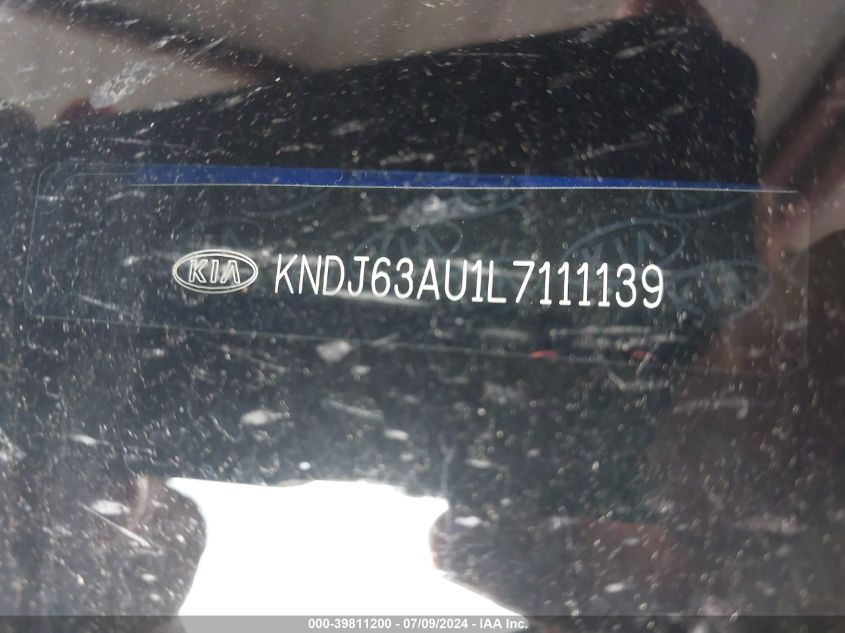 KIA KNDJ63AU1L7111139
000-39811200 - 07/09/2024 - IAA Inc.